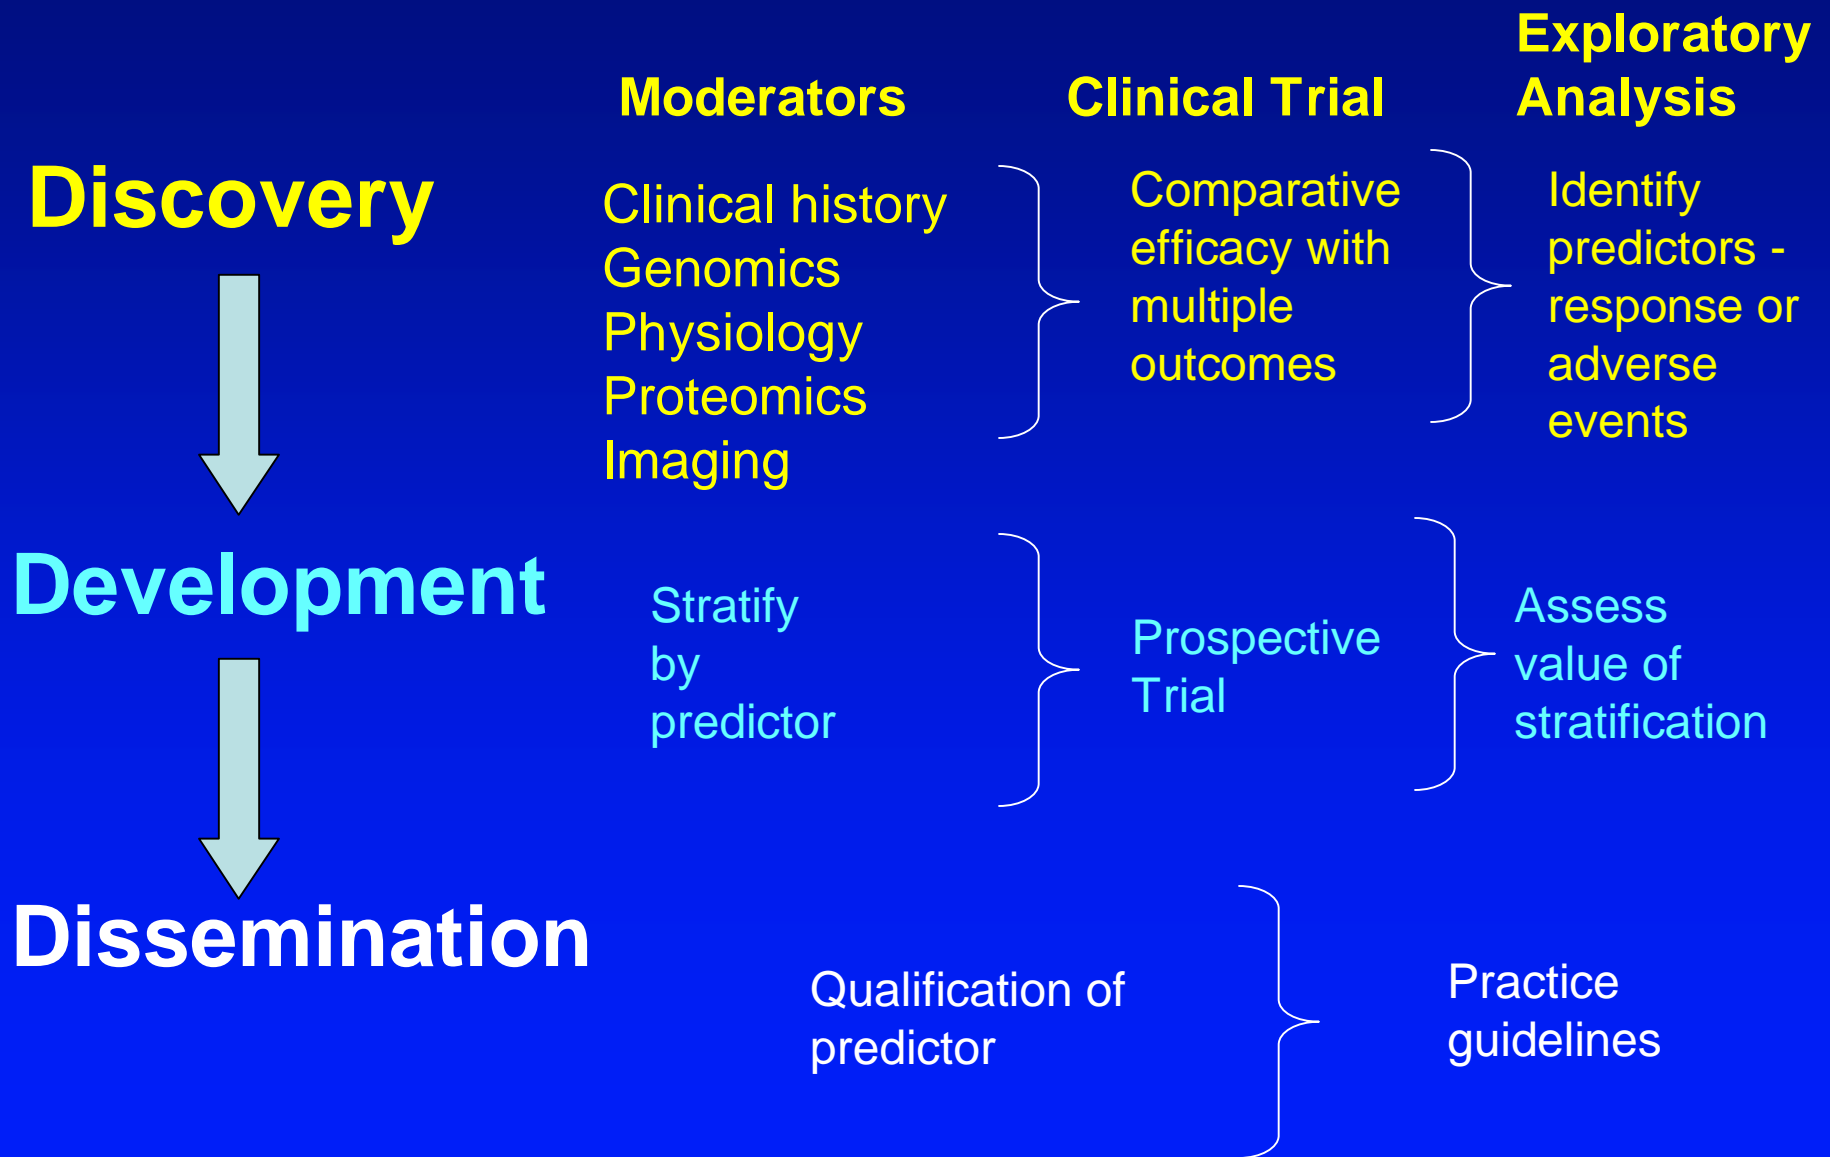 Exploratory
Analysis
Moderators
Clinical Trial
Discovery
Clinical history
Genomics
Physiology
Proteomics
Imaging
Comparative
efficacy with
multiple
outcomes
Identify
predictors -
response or
adverse
events
Development
Stratify
by
predictor
Prospective
Trial
Assess
value of
stratification
Dissemination
Qualification of
predictor
Practice
guidelines